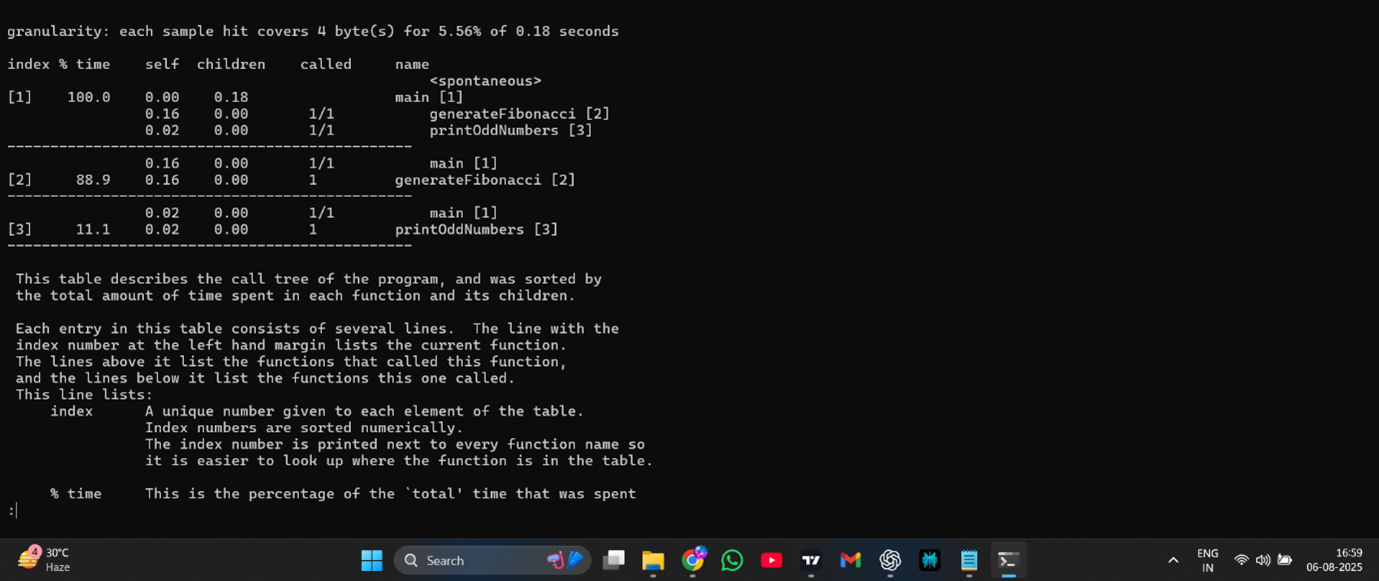 granularity: each sample hit covers 4 byte(s) for 5.56% of 0.18 seconds
index % time    self  children    called     name
                                                 <spontaneous>
[1]    100.0    0.00    0.18                 main [1]
                0.16    0.00       1/1           generateFibonacci [2]
                0.02    0.00       1/1           printOddNumbers [3]
-----------------------------------------------
                0.16    0.00       1/1           main [1]
[2]     88.9    0.16    0.00       1         generateFibonacci [2]
-----------------------------------------------
                0.02    0.00       1/1           main [1]
[3]     11.1    0.02    0.00       1         printOddNumbers [3]
-----------------------------------------------
This table describes the call tree of the program, and was sorted by
the total amount of time spent in each function and its children.
Each entry in this table consists of several lines.  The line with the
index number at the left hand margin lists the current function.
The lines above it list the functions that called this function,
and the lines below it list the functions this one called.
This line lists:
index      A unique number given to each element of the table.
Index numbers are sorted numerically.
The index number is printed next to every function name so
it is easier to look up where the function is in the table.
% time     This is the percentage of the `total' time that was spent
:
4
30°C
Haze
Search
ENG
IN
16:59
06-08-2025